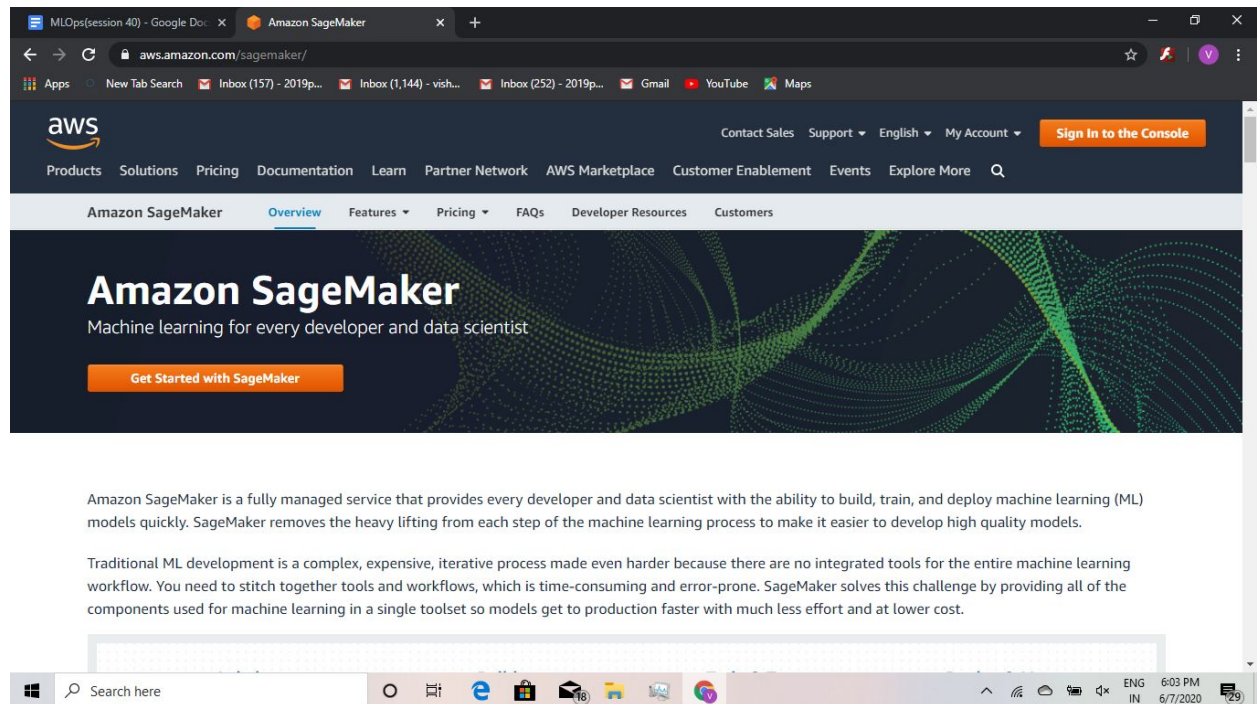 MLOps(session 40) - Google Doc
Amazon SageMaker
aws.amazon.com/sagemaker/
V
Apps New Tab Search Inbox (157) - 2019p... Inbox (1,144) - vish... Inbox (252) - 2019p... Gmail YouTube Maps
aws
Contact Sales Support English My Account Sign In to the Console
Products Solutions Pricing Documentation Learn Partner Network AWS Marketplace Customer Enablement Events Explore More
Amazon SageMaker Overview Features Pricing FAQs Developer Resources Customers
Amazon SageMaker
Machine learning for every developer and data scientist
Get Started with SageMaker
Amazon SageMaker is a fully managed service that provides every developer and data scientist with the ability to build, train, and deploy machine learning (ML)
models quickly. SageMaker removes the heavy lifting from each step of the machine learning process to make it easier to develop high quality models.
Traditional ML development is a complex, expensive, iterative process made even harder because there are no integrated tools for the entire machine learning
workflow. You need to stitch together tools and workflows, which is time-consuming and error-prone. SageMaker solves this challenge by providing all of the
components used for machine learning in a single toolset so models get to production faster with much less effort and at lower cost.
Search here
18
ENG 6:03 PM
IN 6/7/2020
29